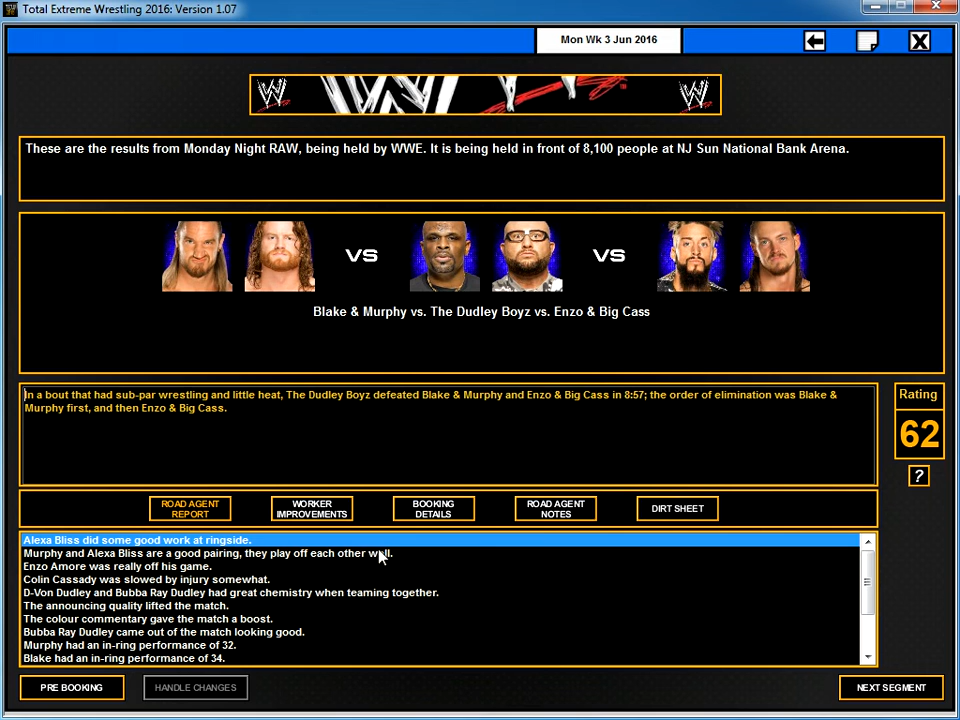 Total Extreme Wrestling 2016: Version 1.07
Mon Wk 3 Jun 2016
These are the results from Monday Night RAW, being held by WWE. It is being held in front of 8,100 people at NJ Sun National Bank Arena.
VS
VS
Blake & Murphy vs. The Dudley Boyz vs. Enzo & Big Cass
In a bout that had sub-par wrestling and little heat, The Dudley Boyz defeated Blake & Murphy and Enzo & Big Cass in 8:57; the order of elimination was Blake &
Murphy first, and then Enzo & Big Cass.
Rating
62
?
ROAD AGENT
REPORT
WORKER
IMPROVEMENTS
BOOKING
DETAILS
ROAD AGENT
NOTES
DIRT SHEET
Alexa Bliss did some good work at ringside.
Murphy and Alexa Bliss are a good pairing, they play off each other well.
Enzo Amore was really off his game.
Colin Cassady was slowed by injury somewhat.
D-Von Dudley and Bubba Ray Dudley had great chemistry when teaming together.
The announcing quality lifted the match.
The colour commentary gave the match a boost.
Bubba Ray Dudley came out of the match looking good.
Murphy had an in-ring performance of 32.
Blake had an in-ring performance of 34.
PRE BOOKING
HANDLE CHANGES
NEXT SEGMENT